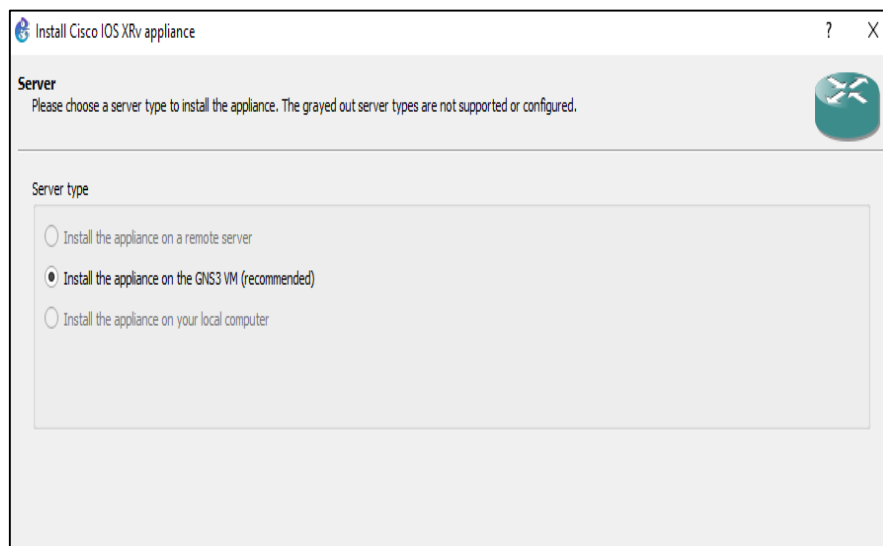 Install Cisco IOS XRv appliance
Server
Please choose a server type to install the appliance. The grayed out server types are not supported or configured.
Server type
Install the appliance on a remote server
Install the appliance on the GNS3 VM (recommended)
Install the appliance on your local computer